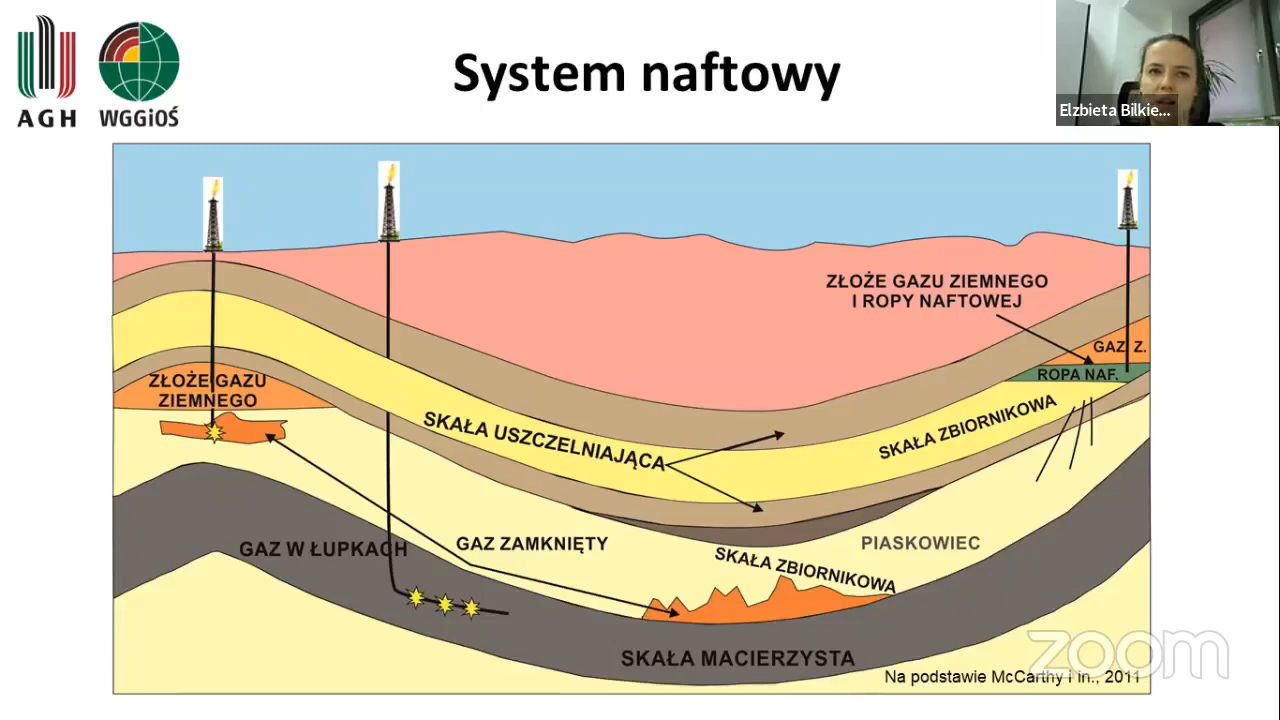 AGH
WGGiOŚ
System naftowy
Elzbieta Bilkie...
ZŁOŻE GAZU ZIEMNEGO
I ROPY NAFTOWEJ
GAZ Z.
ROPA NAF.
ZŁOŻE GAZU
ZIEMNEGO
SKAŁA USZCZELNIAJĄCA
SKAŁA ZBIORNIKOWA
GAZ W ŁUPKACH
GAZ ZAMKNIĘTY
PIASKOWIEC
SKAŁA ZBIORNIKOWA
SKAŁA MACIERZYSTA
zoom
Na podstawie McCarthy i in., 2011